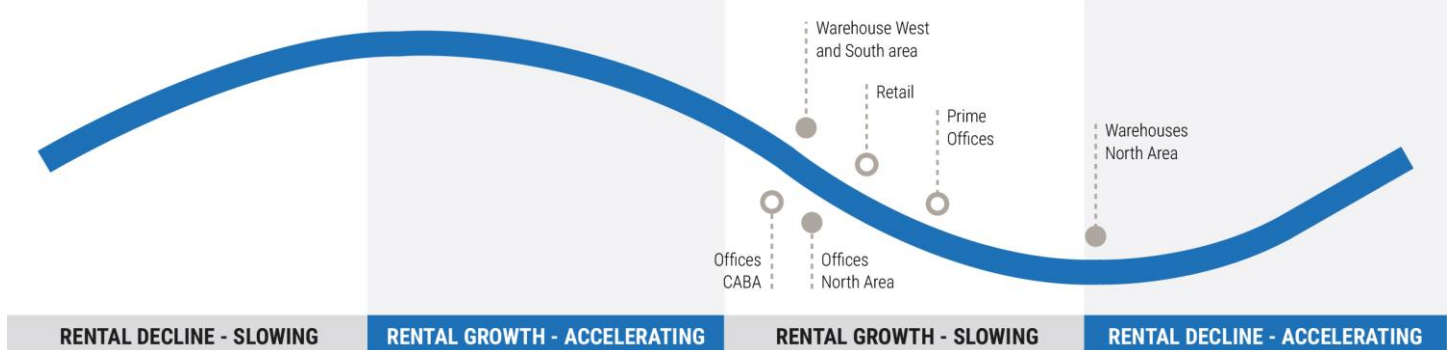 Warehouse West
and South area
Retail
Prime
Offices
Warehouses
North Area
Offices
CABA
Offices
North Area
RENTAL DECLINE - SLOWING
RENTAL GROWTH - ACCELERATING
RENTAL GROWTH - SLOWING
RENTAL DECLINE - ACCELERATING